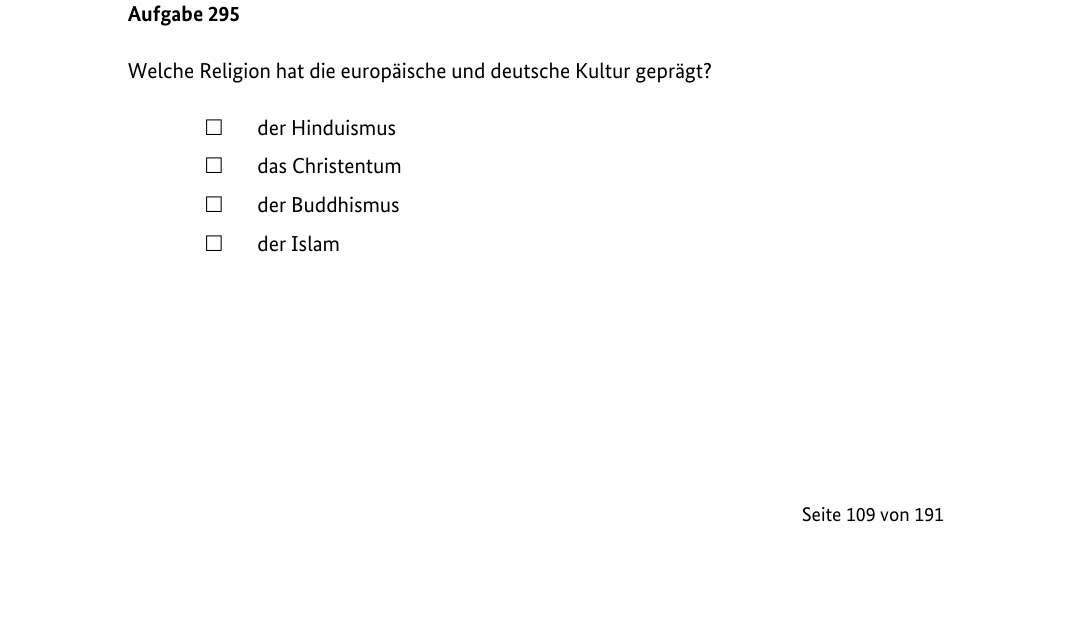 Aufgabe 295
Welche Religion hat die europäische und deutsche Kultur geprägt?
☐ der Hinduismus
☐ das Christentum
☐ der Buddhismus
☐ der Islam
Seite 109 von 191